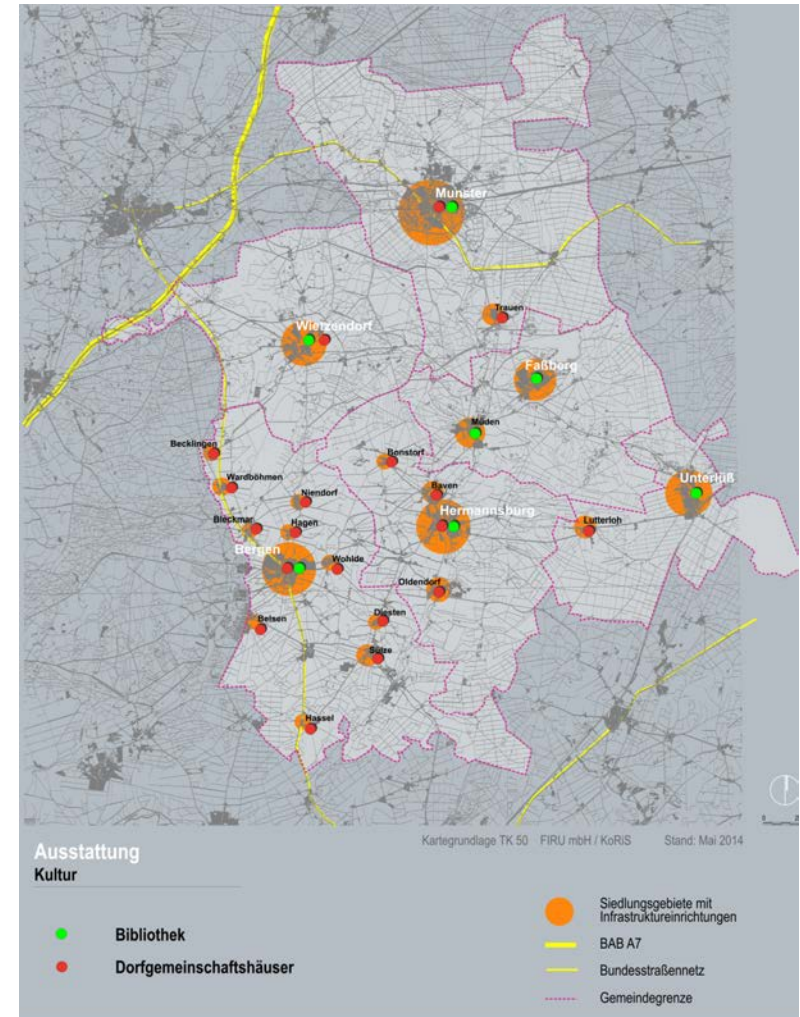 Munster
Trauen
Wietzendorf
Faßberg
Müden
Becklingen
Bonstorf
Wardböhmen
Niendorf
Baven
Unterlüß
Hermannsburg
Bleckmar
Hagen
Lutterloh
Bergen
Wohlde
Oldendorf
Belsen
Diesten
Sülze
Hassel
0
Kartegrundlage TK 50 FIRU mbH / KoRiS Stand: Mai 2014
Ausstattung
Kultur
Bibliothek
Dorfgemeinschaftshäuser
Siedlungsgebiete mit
Infrastruktureinrichtungen
BAB A7
Bundesstraßennetz
Gemeindegrenze